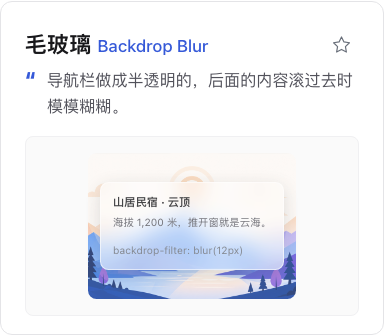 毛玻璃 Backdrop Blur
“ 导航栏做成半透明的，后面的内容滚过去时
模模糊糊。
山居民宿 · 云顶
海拔 1,200 米，推开窗就是云海。
backdrop-filter: blur(12px)